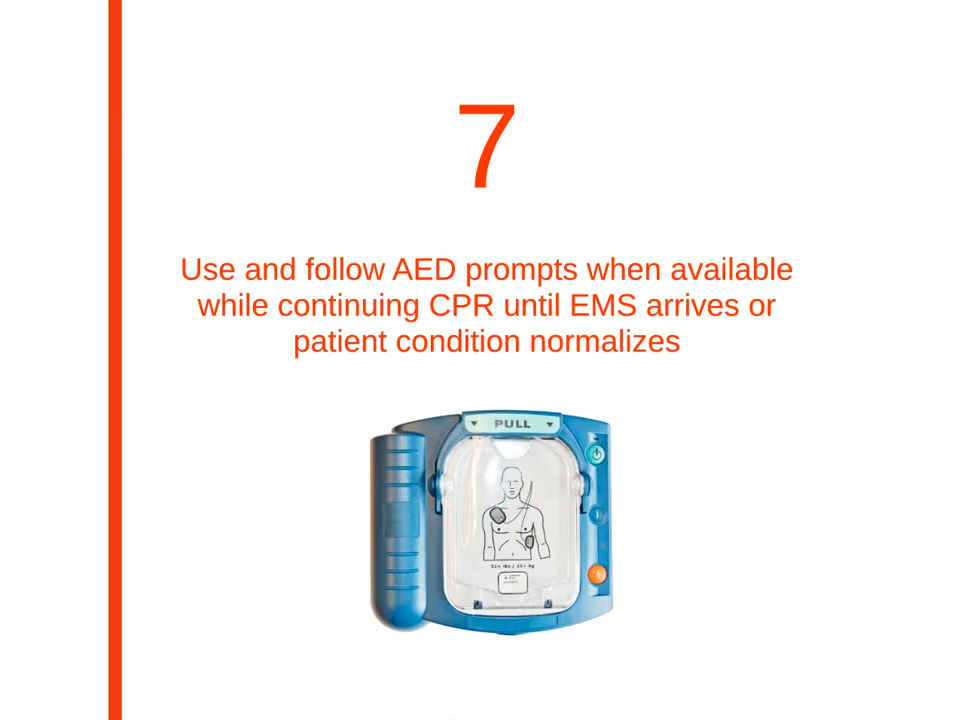 7
Use and follow AED prompts when available
while continuing CPR until EMS arrives or
patient condition normalizes
PULL
i